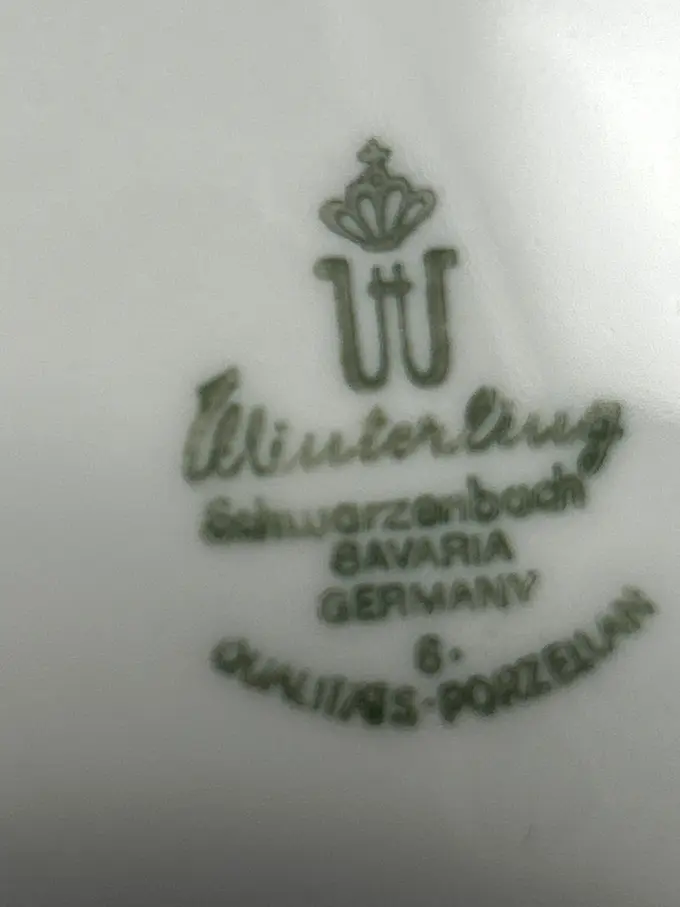 W
Winterling
Schwarzenbach
BAVARIA
GERMANY
6.
QUALITÄTS-PORZELLAN